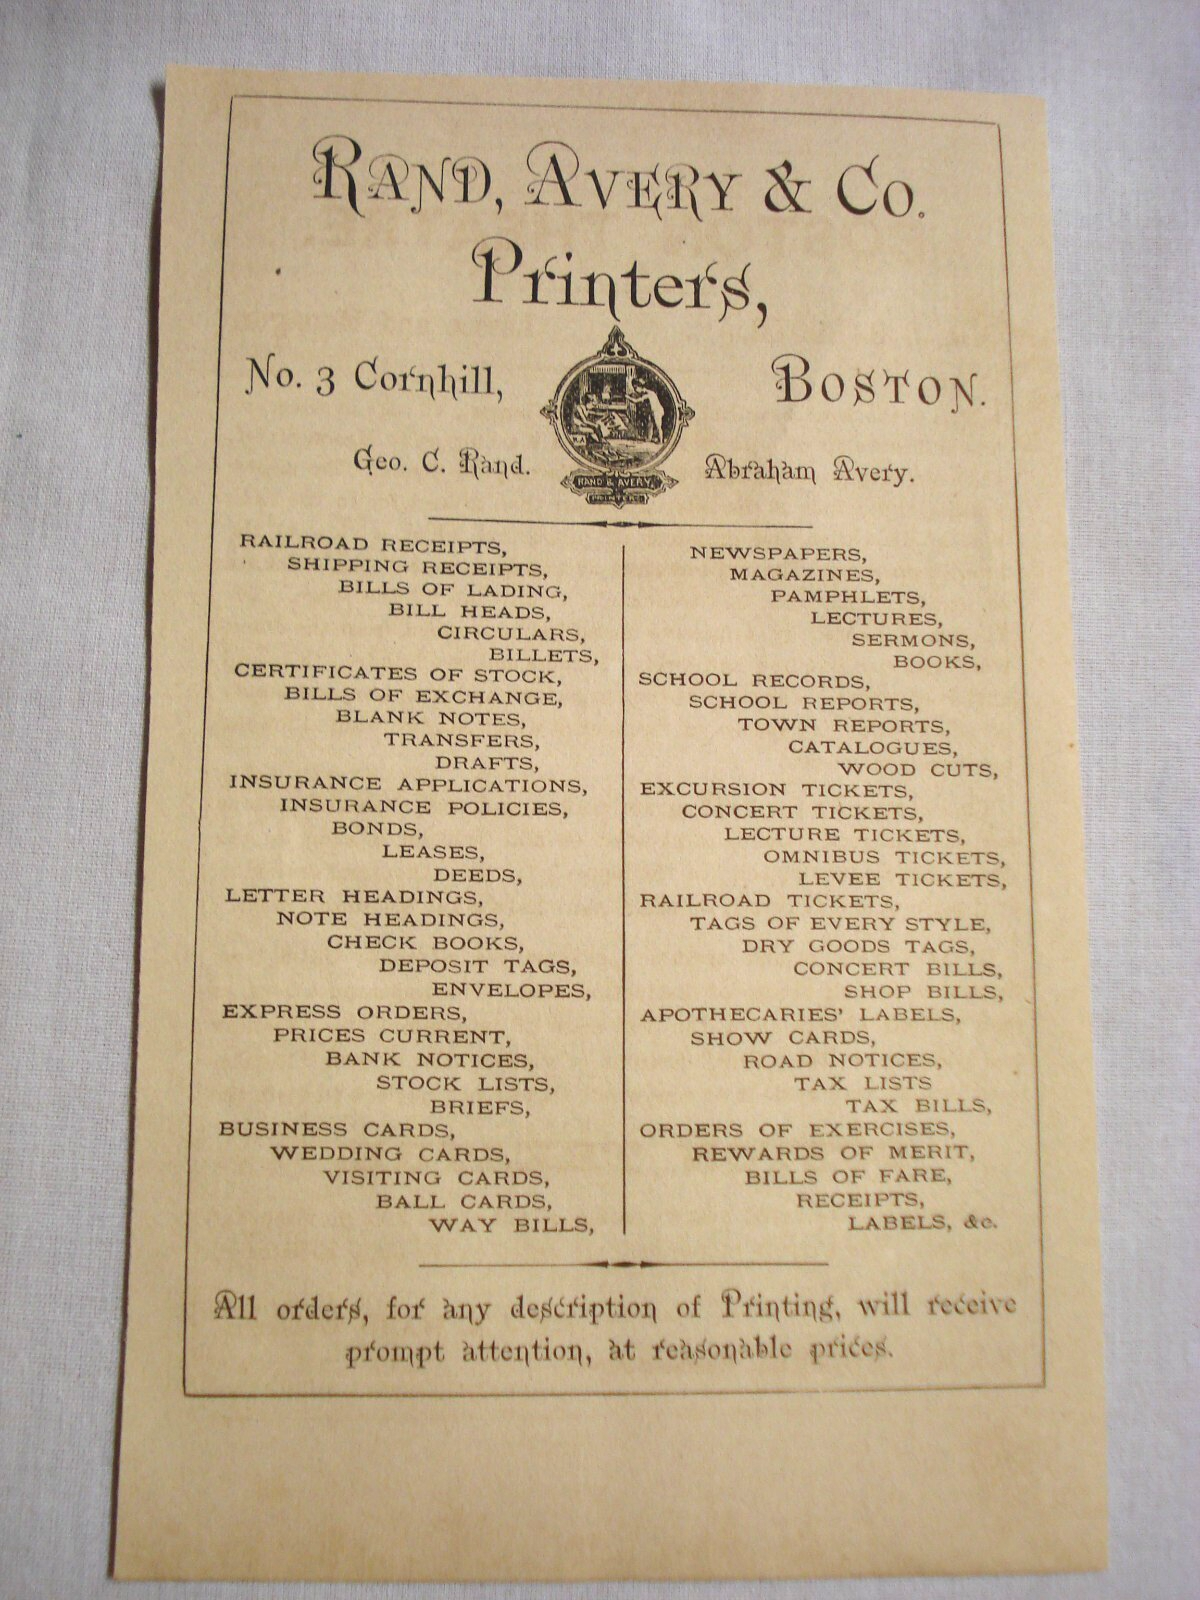 RAND, AVERY & CO.
Printers,
No. 3 Cornhill,
BOSTON.
Geo. C. Rand.
Abraham Avery.
RAND & AVERY,
PRINTERS.
RAILROAD RECEIPTS,
SHIPPING RECEIPTS,
BILLS OF LADING,
BILL HEADS,
CIRCULARS,
BILLETS,
CERTIFICATES OF STOCK,
BILLS OF EXCHANGE,
BLANK NOTES,
TRANSFERS,
DRAFTS,
INSURANCE APPLICATIONS,
INSURANCE POLICIES,
BONDS,
LEASES,
DEEDS,
LETTER HEADINGS,
NOTE HEADINGS,
CHECK BOOKS,
DEPOSIT TAGS,
ENVELOPES,
EXPRESS ORDERS,
PRICES CURRENT,
BANK NOTICES,
STOCK LISTS,
BRIEFS,
BUSINESS CARDS,
WEDDING CARDS,
VISITING CARDS,
BALL CARDS,
WAY BILLS,
NEWSPAPERS,
MAGAZINES,
PAMPHLETS,
LECTURES,
SERMONS,
BOOKS,
SCHOOL RECORDS,
SCHOOL REPORTS,
TOWN REPORTS,
CATALOGUES,
WOOD CUTS,
EXCURSION TICKETS,
CONCERT TICKETS,
LECTURE TICKETS,
OMNIBUS TICKETS,
LEVEE TICKETS,
RAILROAD TICKETS,
TAGS OF EVERY STYLE,
DRY GOODS TAGS,
CONCERT BILLS,
SHOP BILLS,
APOTHECARIES' LABELS,
SHOW CARDS,
ROAD NOTICES,
TAX LISTS
TAX BILLS,
ORDERS OF EXERCISES,
REWARDS OF MERIT,
BILLS OF FARE,
RECEIPTS,
LABELS, &c.
All orders, for any description of Printing, will receive
prompt attention, at reasonable prices.